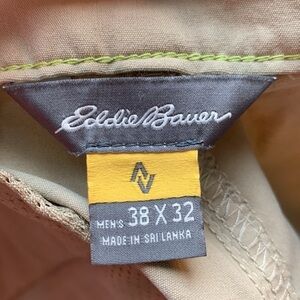 Eddie Bauer
MEN'S 38 X 32
MADE IN SRI LANKA